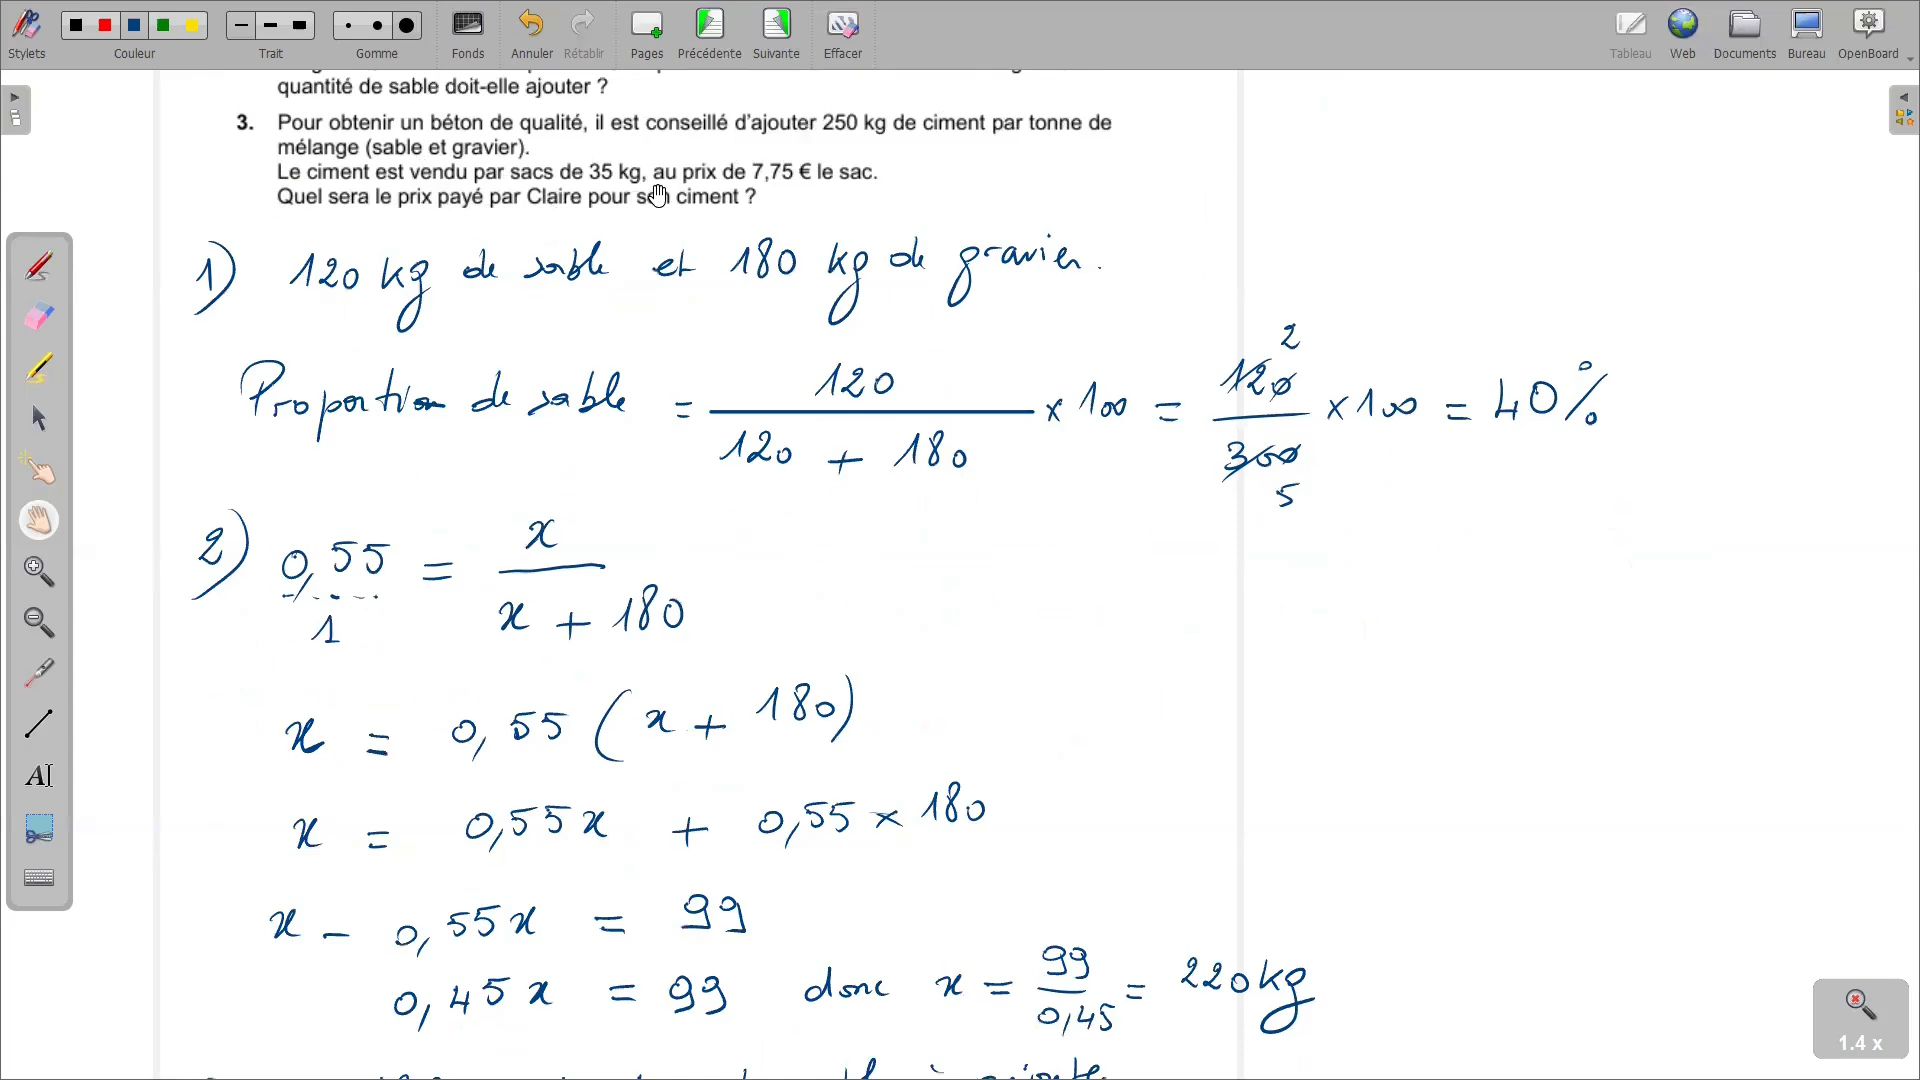 Stylets Couleur Trait Gomme Fonds Annuler Rétablir Pages Précédente Suivante Effacer Tableau Web Documents Bureau OpenBoard
quantité de sable doit-elle ajouter ?
3. Pour obtenir un béton de qualité, il est conseillé d'ajouter 250 kg de ciment par tonne de
mélange (sable et gravier).
Le ciment est vendu par sacs de 35 kg, au prix de 7,75 € le sac.
Quel sera le prix payé par Claire pour son ciment ?
1) 120 kg de sable et 180 kg de gravier.
Proportion de sable = 120 / 120 + 180 × 100 = 120 2 / 300 5 × 100 = 40 %
2) 0,55 / 1 = x / x + 180
x = 0,55 ( x + 180)
x = 0,55x + 0,55 × 180
x - 0,55x = 99
0,45x = 99 donc x = 99 / 0,45 = 220 kg
AI
1.4 x